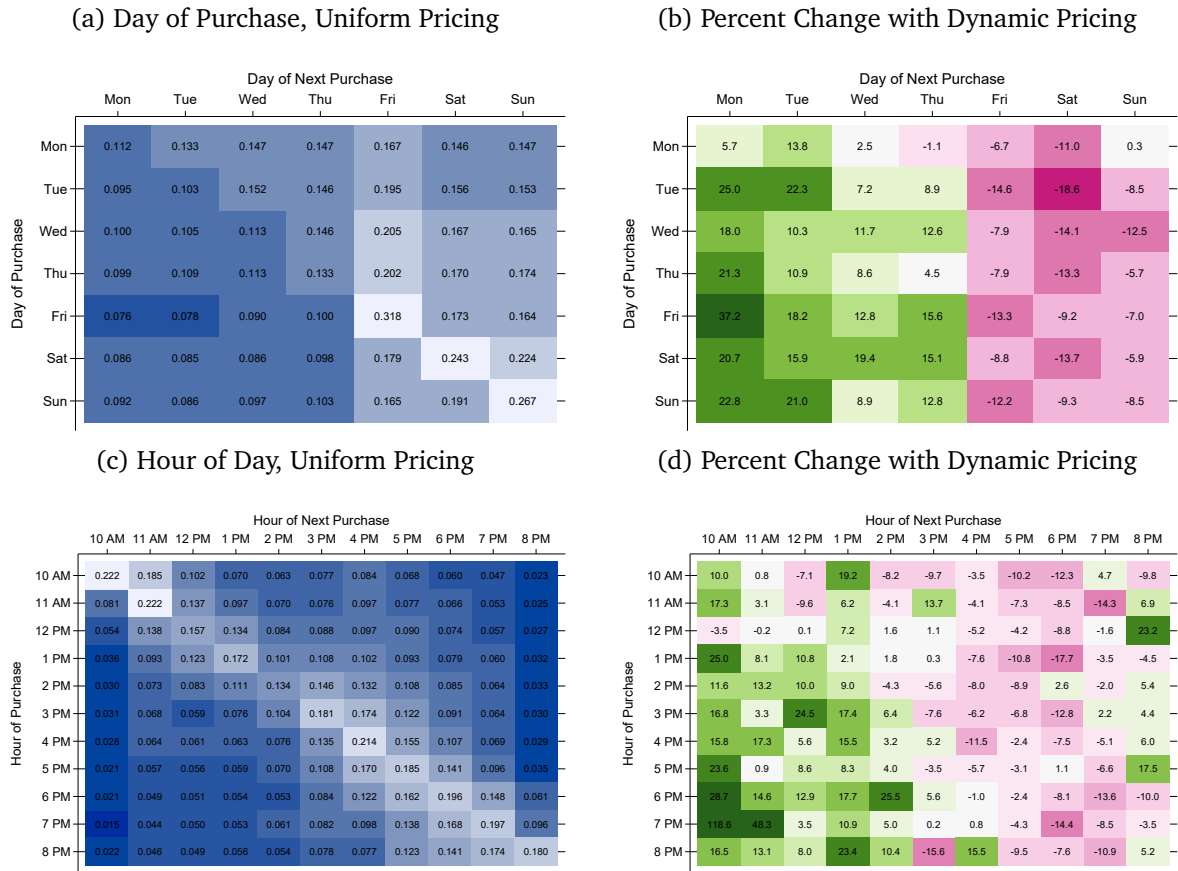 (a) Day of Purchase, Uniform Pricing
Day of Next Purchase
Mon Tue Wed Thu Fri Sat Sun
Day of Purchase
Mon 0.112 0.133 0.147 0.147 0.167 0.146 0.147
Tue 0.095 0.103 0.152 0.146 0.195 0.156 0.153
Wed 0.100 0.105 0.113 0.146 0.205 0.167 0.165
Thu 0.099 0.109 0.113 0.133 0.202 0.170 0.174
Fri 0.076 0.078 0.090 0.100 0.318 0.173 0.164
Sat 0.086 0.085 0.086 0.098 0.179 0.243 0.224
Sun 0.092 0.086 0.097 0.103 0.165 0.191 0.267
(b) Percent Change with Dynamic Pricing
Day of Next Purchase
Mon Tue Wed Thu Fri Sat Sun
Day of Purchase
Mon 5.7 13.8 2.5 -1.1 -6.7 -11.0 0.3
Tue 25.0 22.3 7.2 8.9 -14.6 -18.6 -8.5
Wed 18.0 10.3 11.7 12.6 -7.9 -14.1 -12.5
Thu 21.3 10.9 8.6 4.5 -7.9 -13.3 -5.7
Fri 37.2 18.2 12.8 15.6 -13.3 -9.2 -7.0
Sat 20.7 15.9 19.4 15.1 -8.8 -13.7 -5.9
Sun 22.8 21.0 8.9 12.8 -12.2 -9.3 -8.5
(c) Hour of Day, Uniform Pricing
Hour of Next Purchase
10 AM 11 AM 12 PM 1 PM 2 PM 3 PM 4 PM 5 PM 6 PM 7 PM 8 PM
Hour of Purchase
10 AM 0.222 0.185 0.102 0.070 0.063 0.077 0.084 0.068 0.060 0.047 0.023
11 AM 0.081 0.222 0.137 0.097 0.070 0.076 0.097 0.077 0.066 0.053 0.025
12 PM 0.054 0.138 0.157 0.134 0.084 0.088 0.097 0.090 0.074 0.057 0.027
1 PM 0.036 0.093 0.123 0.172 0.101 0.108 0.102 0.093 0.079 0.060 0.032
2 PM 0.030 0.073 0.083 0.111 0.134 0.146 0.132 0.108 0.085 0.064 0.033
3 PM 0.031 0.068 0.059 0.076 0.104 0.181 0.174 0.122 0.091 0.064 0.030
4 PM 0.028 0.064 0.061 0.063 0.076 0.135 0.214 0.155 0.107 0.069 0.029
5 PM 0.021 0.057 0.056 0.059 0.070 0.108 0.170 0.185 0.141 0.096 0.035
6 PM 0.021 0.049 0.051 0.054 0.053 0.084 0.122 0.162 0.196 0.148 0.061
7 PM 0.015 0.044 0.050 0.053 0.061 0.082 0.098 0.138 0.168 0.197 0.096
8 PM 0.022 0.046 0.049 0.056 0.054 0.078 0.077 0.123 0.141 0.174 0.180
(d) Percent Change with Dynamic Pricing
Hour of Next Purchase
10 AM 11 AM 12 PM 1 PM 2 PM 3 PM 4 PM 5 PM 6 PM 7 PM 8 PM
Hour of Purchase
10 AM 10.0 0.8 -7.1 19.2 -8.2 -9.7 -3.5 -10.2 -12.3 4.7 -9.8
11 AM 17.3 3.1 -9.6 6.2 -4.1 13.7 -4.1 -7.3 -8.5 -14.3 6.9
12 PM -3.5 -0.2 0.1 7.2 1.6 1.1 -5.2 -4.2 -8.8 -1.6 23.2
1 PM 25.0 8.1 10.8 2.1 1.8 0.3 -7.6 -10.8 -17.7 -3.5 -4.5
2 PM 11.6 13.2 10.0 9.0 -4.3 -5.6 -8.0 -8.9 2.6 -2.0 5.4
3 PM 16.8 3.3 24.5 17.4 6.4 -7.6 -6.2 -6.8 -12.8 2.2 4.4
4 PM 15.8 17.3 5.6 15.5 3.2 5.2 -11.5 -2.4 -7.5 -5.1 6.0
5 PM 23.6 0.9 8.6 8.3 4.0 -3.5 -5.7 -3.1 1.1 -6.6 17.5
6 PM 28.7 14.6 12.9 17.7 25.5 5.6 -1.0 -2.4 -8.1 -13.6 -10.0
7 PM 118.6 48.3 3.5 10.9 5.0 0.2 0.8 -4.3 -14.4 -8.5 -3.5
8 PM 16.5 13.1 8.0 23.4 10.4 -15.6 15.5 -9.5 -7.6 -10.9 5.2